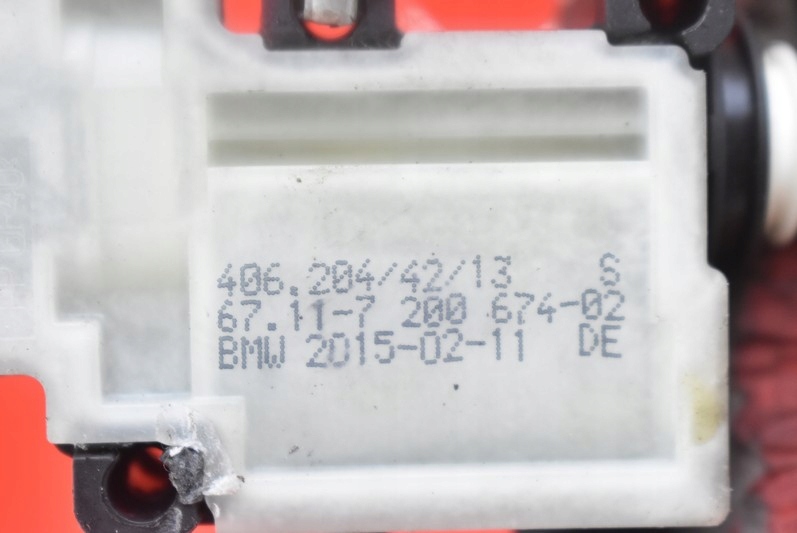 406.204/42/13 S
67.11-7 200 674-02
BMW 2015-02-11 DE